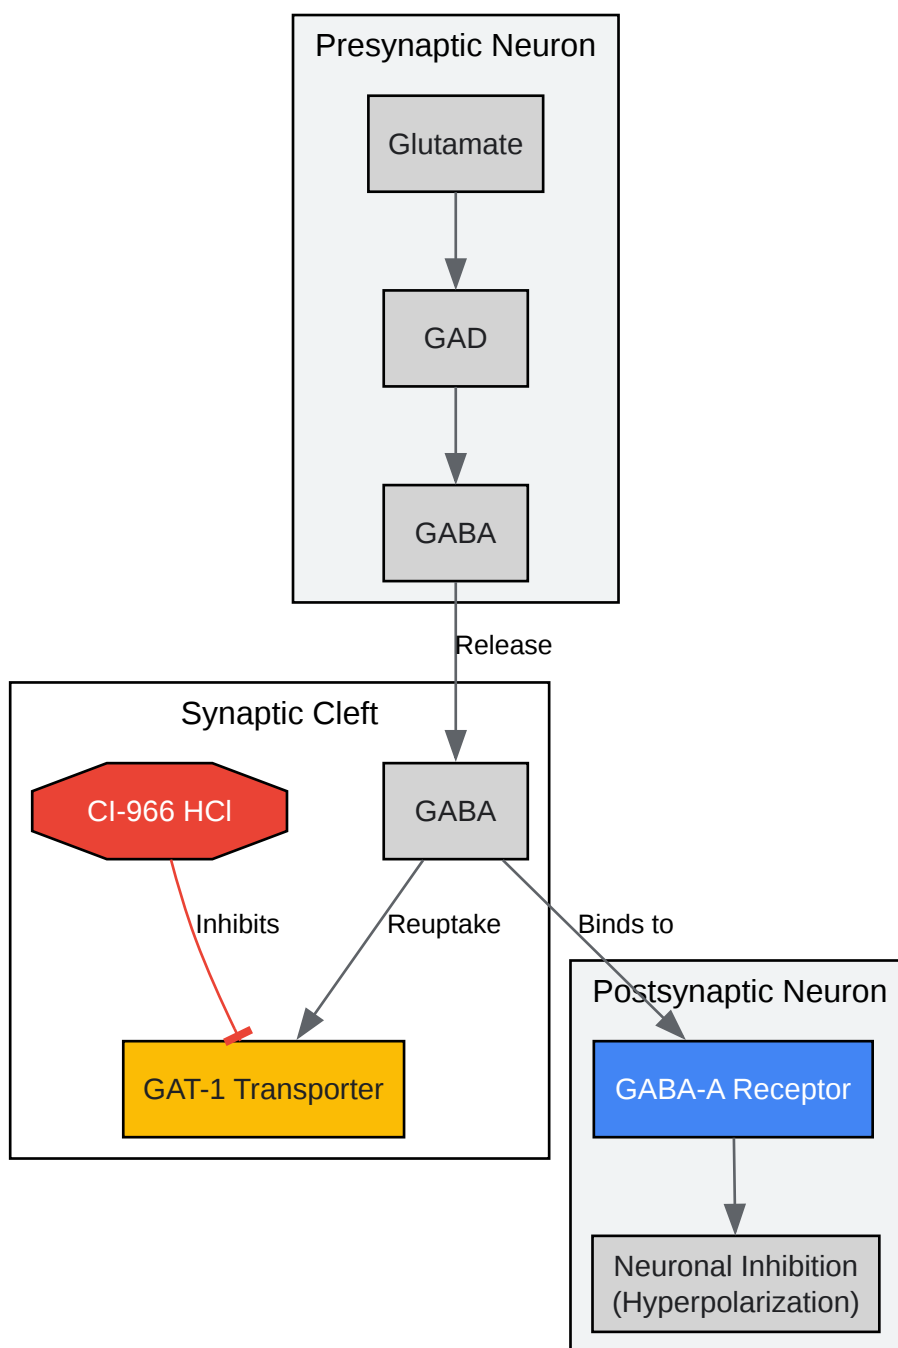 Presynaptic Neuron
Glutamate
GAD
GABA
Release
Synaptic Cleft
CI-966 HCl
GABA
Inhibits
Reuptake
Binds to
Postsynaptic Neuron
GAT-1 Transporter
GABA-A Receptor
Neuronal Inhibition
(Hyperpolarization)